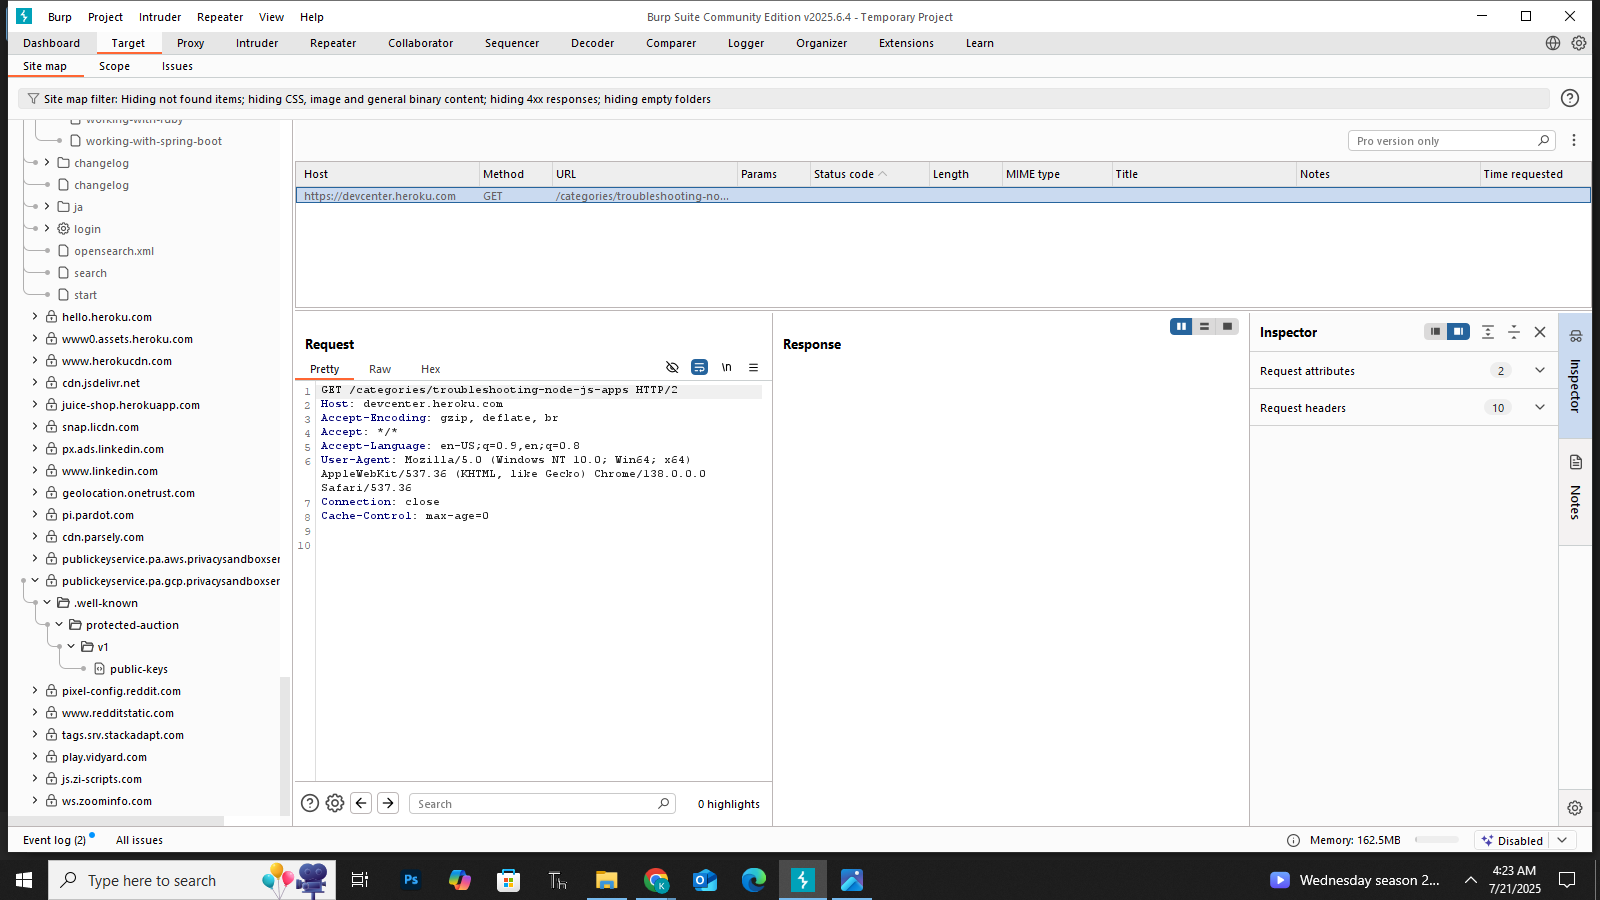 Burp Project Intruder Repeater View Help
Burp Suite Community Edition v2025.6.4 - Temporary Project
Dashboard Target Proxy Intruder Repeater Collaborator Sequencer Decoder Comparer Logger Organizer Extensions Learn
Site map Scope Issues
Site map filter: Hiding not found items; hiding CSS, image and general binary content; hiding 4xx responses; hiding empty folders
working-with-ruby
working-with-spring-boot
changelog
changelog
ja
login
opensearch.xml
search
start
hello.heroku.com
www0.assets.heroku.com
www.herokucdn.com
cdn.jsdelivr.net
juice-shop.herokuapp.com
snap.licdn.com
px.ads.linkedin.com
www.linkedin.com
geolocation.onetrust.com
pi.pardot.com
cdn.parsely.com
publickeyservice.pa.aws.privacysandboxser
publickeyservice.pa.gcp.privacysandboxser
.well-known
protected-auction
v1
public-keys
pixel-config.reddit.com
www.redditstatic.com
tags.srv.stackadapt.com
play.vidyard.com
js.zi-scripts.com
ws.zoominfo.com
Pro version only
Host Method URL Params Status code Length MIME type Title Notes Time requested
https://devcenter.heroku.com GET /categories/troubleshooting-no...
Request
Pretty Raw Hex
\n
1 GET /categories/troubleshooting-node-js-apps HTTP/2
2 Host: devcenter.heroku.com
3 Accept-Encoding: gzip, deflate, br
4 Accept: */*
5 Accept-Language: en-US;q=0.9,en;q=0.8
6 User-Agent: Mozilla/5.0 (Windows NT 10.0; Win64; x64)
AppleWebKit/537.36 (KHTML, like Gecko) Chrome/138.0.0.0
Safari/537.36
7 Connection: close
8 Cache-Control: max-age=0
9
10
Search
0 highlights
Response
Inspector
Request attributes 2
Request headers 10
Inspector
Notes
Event log (2) All issues
Memory: 162.5MB
Disabled
Type here to search
Ps
Wednesday season 2...
4:23 AM
7/21/2025